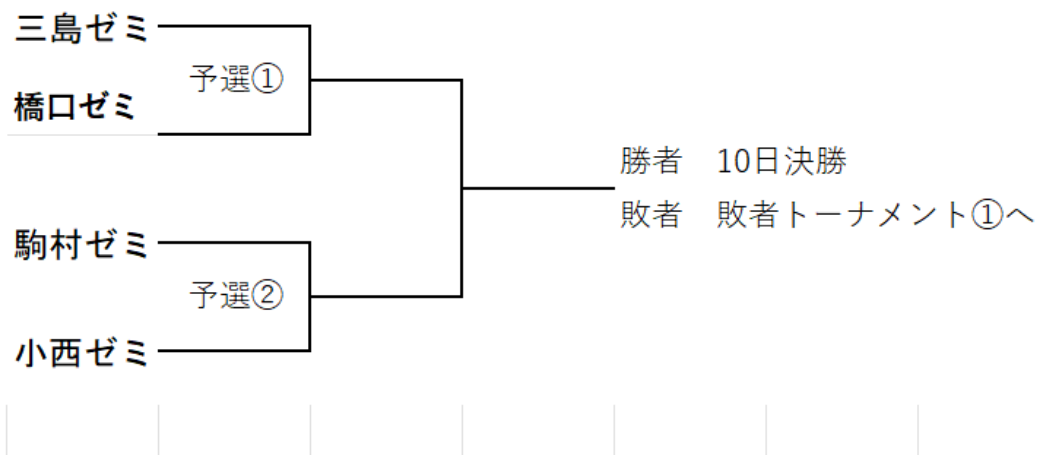 三島ゼミ
予選①
橋口ゼミ
勝者　10日決勝
敗者　敗者トーナメント①へ
駒村ゼミ
予選②
小西ゼミ